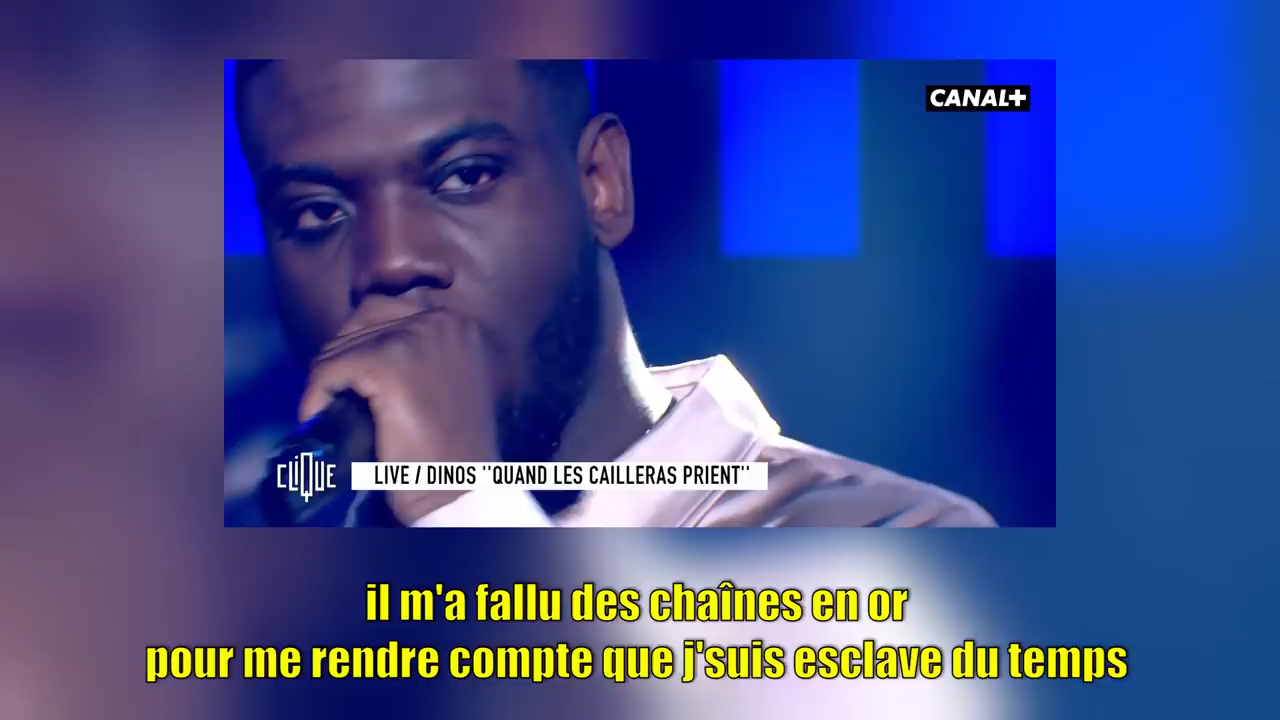 CANAL+
CLIQUE
LIVE / DINOS "QUAND LES CAILLERAS PRIENT"
il m'a fallu des chaînes en or
pour me rendre compte que j'suis esclave du temps